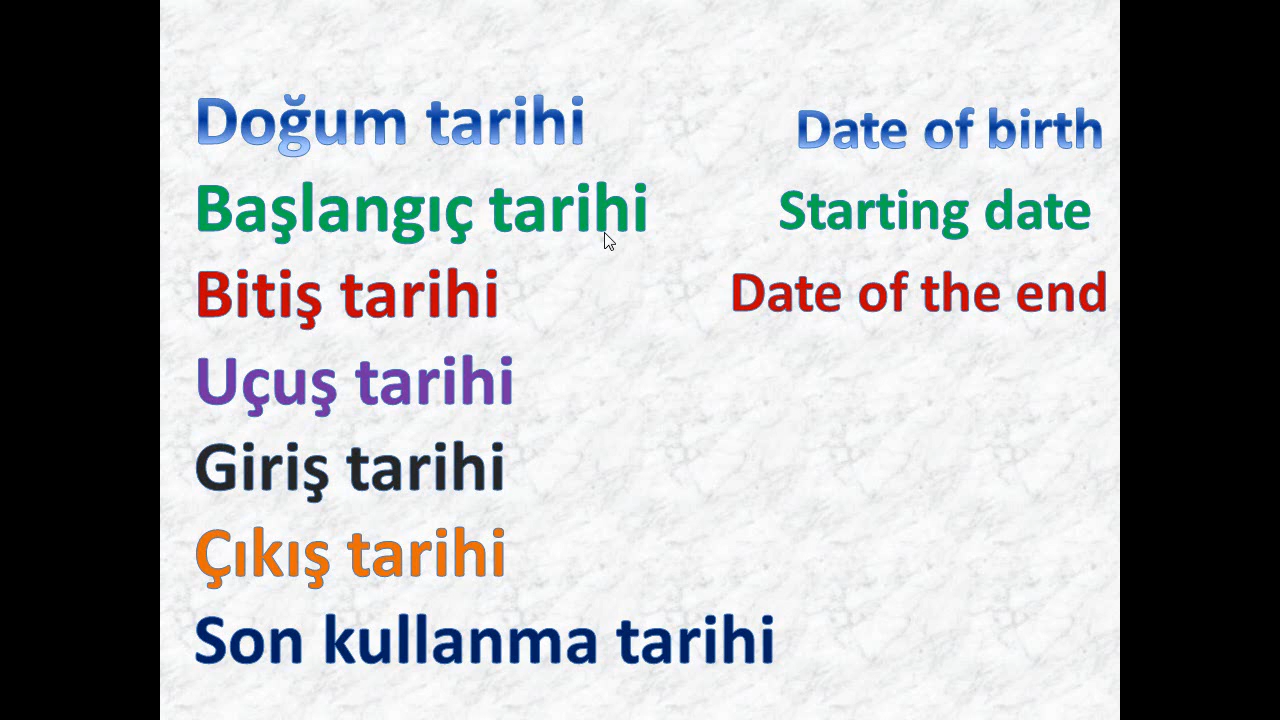 Doğum tarihi Date of birth
Başlangıç tarihi Starting date
Bitiş tarihi Date of the end
Uçuş tarihi
Giriş tarihi
Çıkış tarihi
Son kullanma tarihi